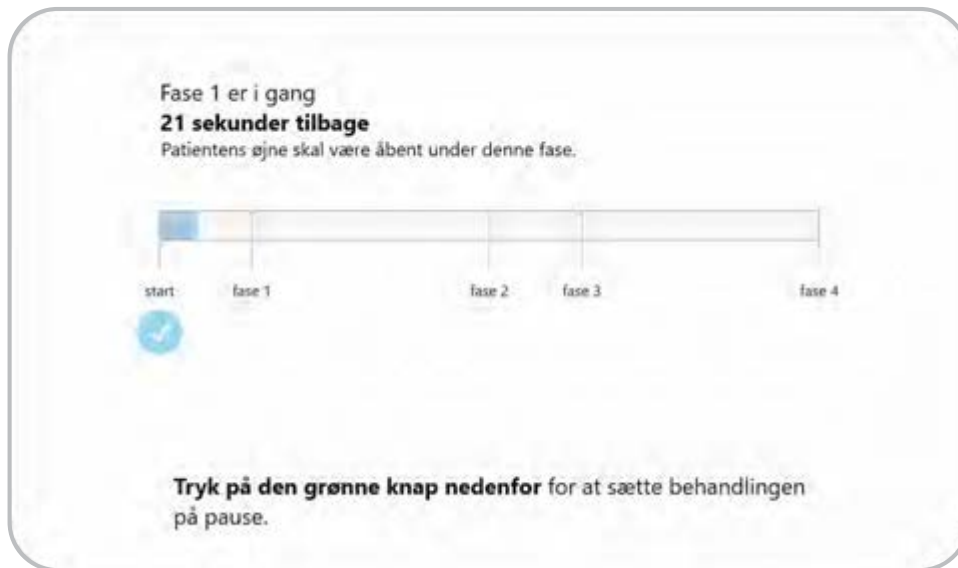 Fase 1 er i gang
21 sekunder tilbage
Patientens øjne skal være åbent under denne fase.
start fase 1 fase 2 fase 3 fase 4
Tryk på den grønne knap nedenfor for at sætte behandlingen
på pause.